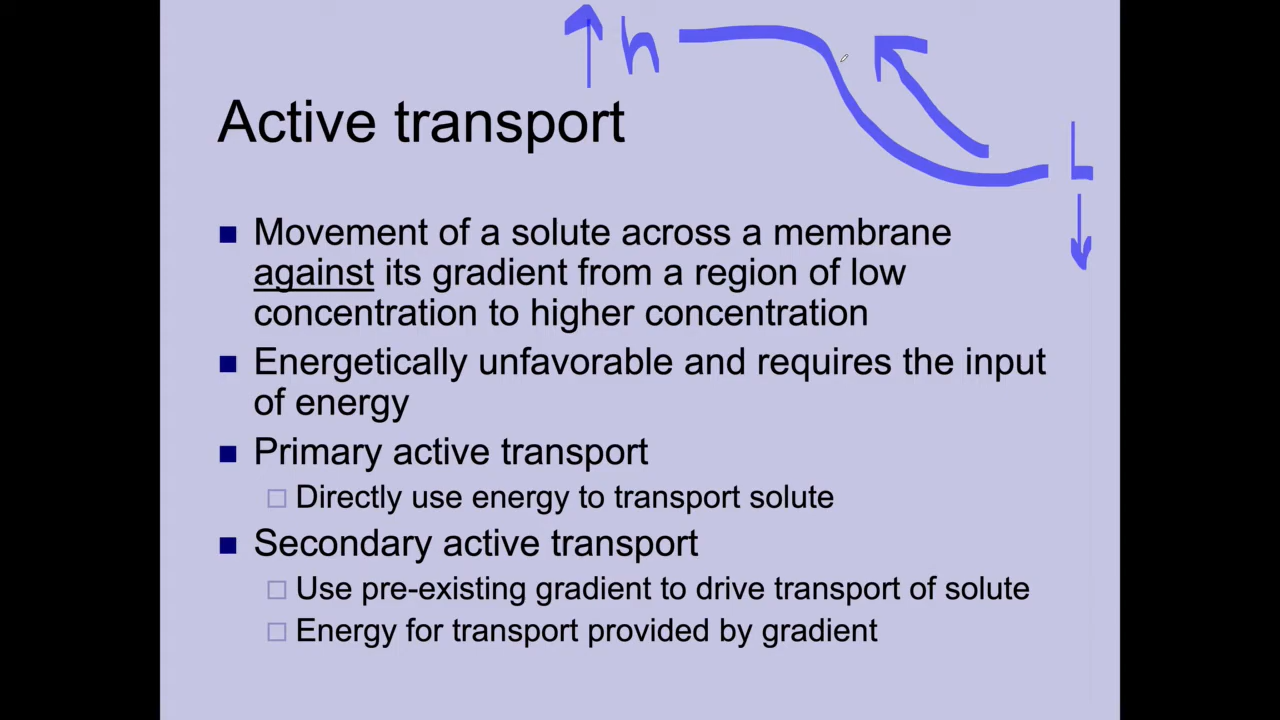 h
L
Active transport
Movement of a solute across a membrane
against its gradient from a region of low
concentration to higher concentration
Energetically unfavorable and requires the input
of energy
Primary active transport
Directly use energy to transport solute
Secondary active transport
Use pre-existing gradient to drive transport of solute
Energy for transport provided by gradient